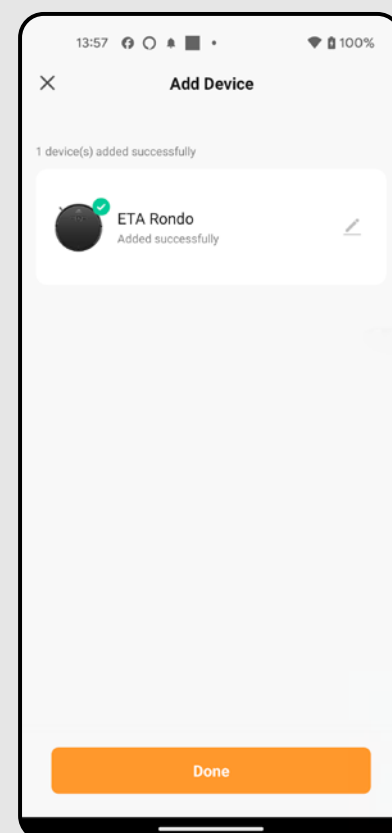 13:57
100%
Add Device
1 device(s) added successfully
ETA Rondo
Added successfully
Done